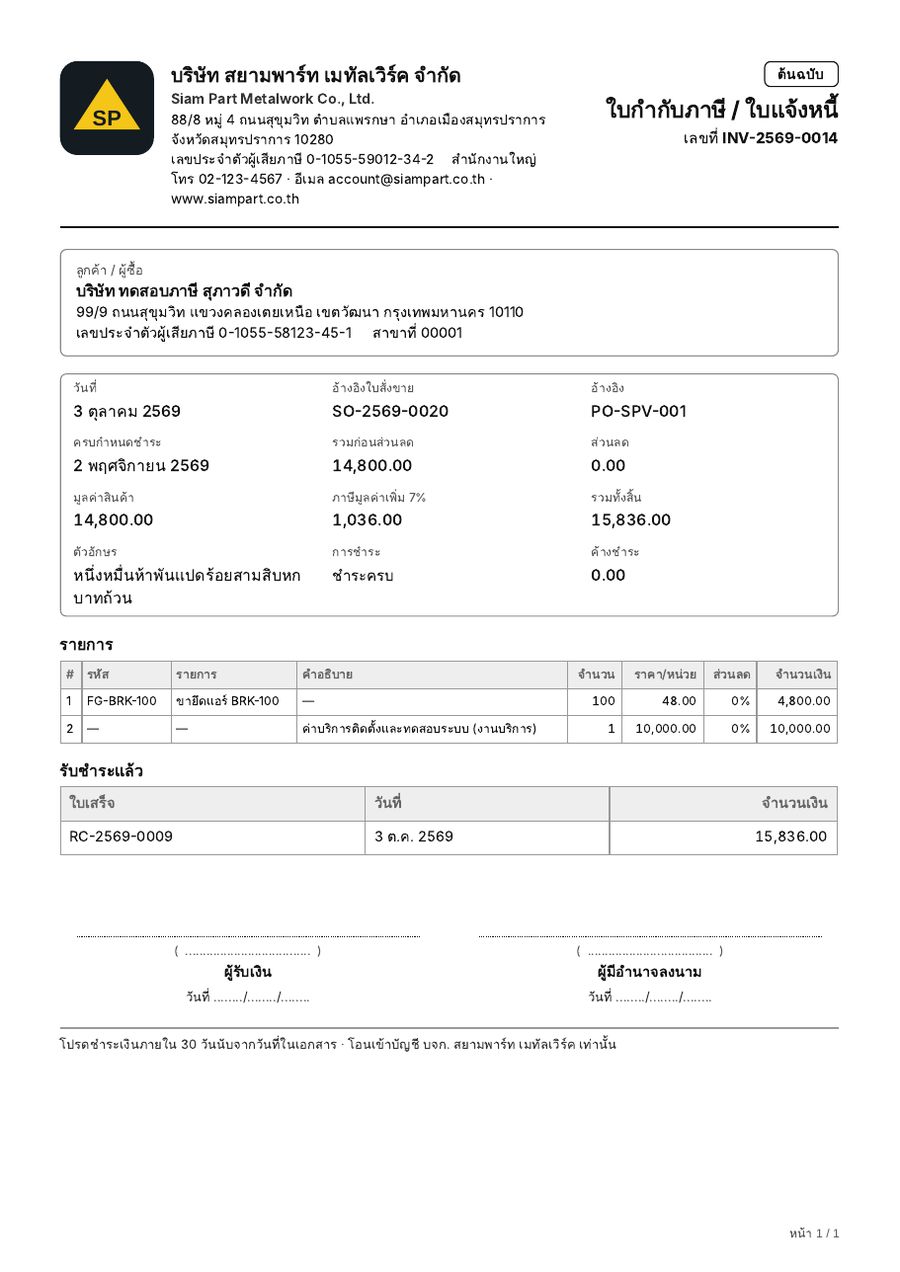 SP
บริษัท สยามพาร์ท เมทัลเวิร์ค จำกัด
Siam Part Metalwork Co., Ltd.
88/8 หมู่ 4 ถนนสุขุมวิท ตำบลแพรกษา อำเภอเมืองสมุทรปราการ
จังหวัดสมุทรปราการ 10280
เลขประจำตัวผู้เสียภาษี 0-1055-59012-34-2 สำนักงานใหญ่
โทร 02-123-4567 · อีเมล account@siampart.co.th ·
www.siampart.co.th
ต้นฉบับ
ใบกำกับภาษี / ใบแจ้งหนี้
เลขที่ INV-2569-0014
ลูกค้า / ผู้ซื้อ
บริษัท ทดสอบภาษี สุภาวดี จำกัด
99/9 ถนนสุขุมวิท แขวงคลองเตยเหนือ เขตวัฒนา กรุงเทพมหานคร 10110
เลขประจำตัวผู้เสียภาษี 0-1055-58123-45-1 สาขาที่ 00001
วันที่ อ้างอิงใบสั่งขาย อ้างอิง
3 ตุลาคม 2569 SO-2569-0020 PO-SPV-001
ครบกำหนดชำระ รวมก่อนส่วนลด ส่วนลด
2 พฤศจิกายน 2569 14,800.00 0.00
มูลค่าสินค้า ภาษีมูลค่าเพิ่ม 7% รวมทั้งสิ้น
14,800.00 1,036.00 15,836.00
ตัวอักษร การชำระ ค้างชำระ
หนึ่งหมื่นห้าพันแปดร้อยสามสิบหก ชำระครบ 0.00
บาทถ้วน
รายการ
# รหัส รายการ คำอธิบาย จำนวน ราคา/หน่วย ส่วนลด จำนวนเงิน
1 FG-BRK-100 ขายึดแอร์ BRK-100 — 100 48.00 0% 4,800.00
2 — — ค่าบริการติดตั้งและทดสอบระบบ (งานบริการ) 1 10,000.00 0% 10,000.00
รับชำระแล้ว
ใบเสร็จ วันที่ จำนวนเงิน
RC-2569-0009 3 ต.ค. 2569 15,836.00
( .................................... ) ( .................................... )
ผู้รับเงิน ผู้มีอำนาจลงนาม
วันที่ ......../......../........ วันที่ ......../......../........
โปรดชำระเงินภายใน 30 วันนับจากวันที่ในเอกสาร · โอนเข้าบัญชี บจก. สยามพาร์ท เมทัลเวิร์ค เท่านั้น
หน้า 1 / 1